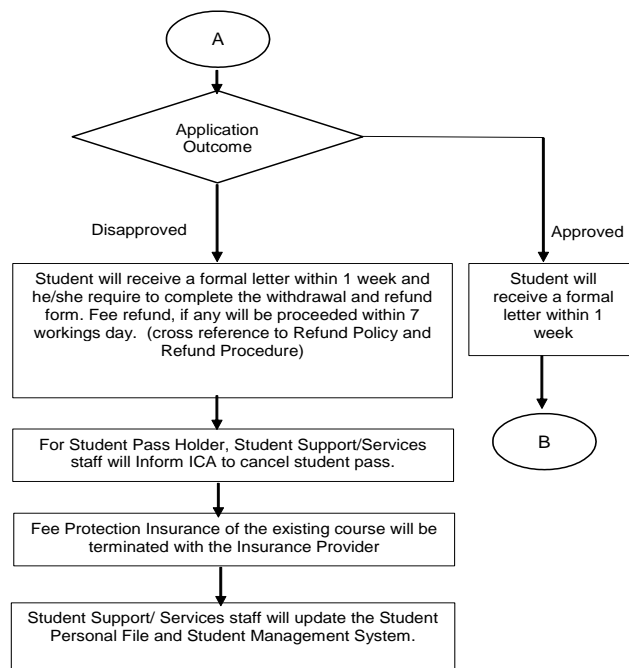 A
Application
Outcome
Disapproved
Approved
Student will receive a formal letter within 1 week and
he/she require to complete the withdrawal and refund
form. Fee refund, if any will be proceeded within 7
workings day.  (cross reference to Refund Policy and
Refund Procedure)
Student will
receive a formal
letter within 1
week
B
For Student Pass Holder, Student Support/Services
staff will Inform ICA to cancel student pass.
Fee Protection Insurance of the existing course will be
terminated with the Insurance Provider
Student Support/ Services staff will update the Student
Personal File and Student Management System.